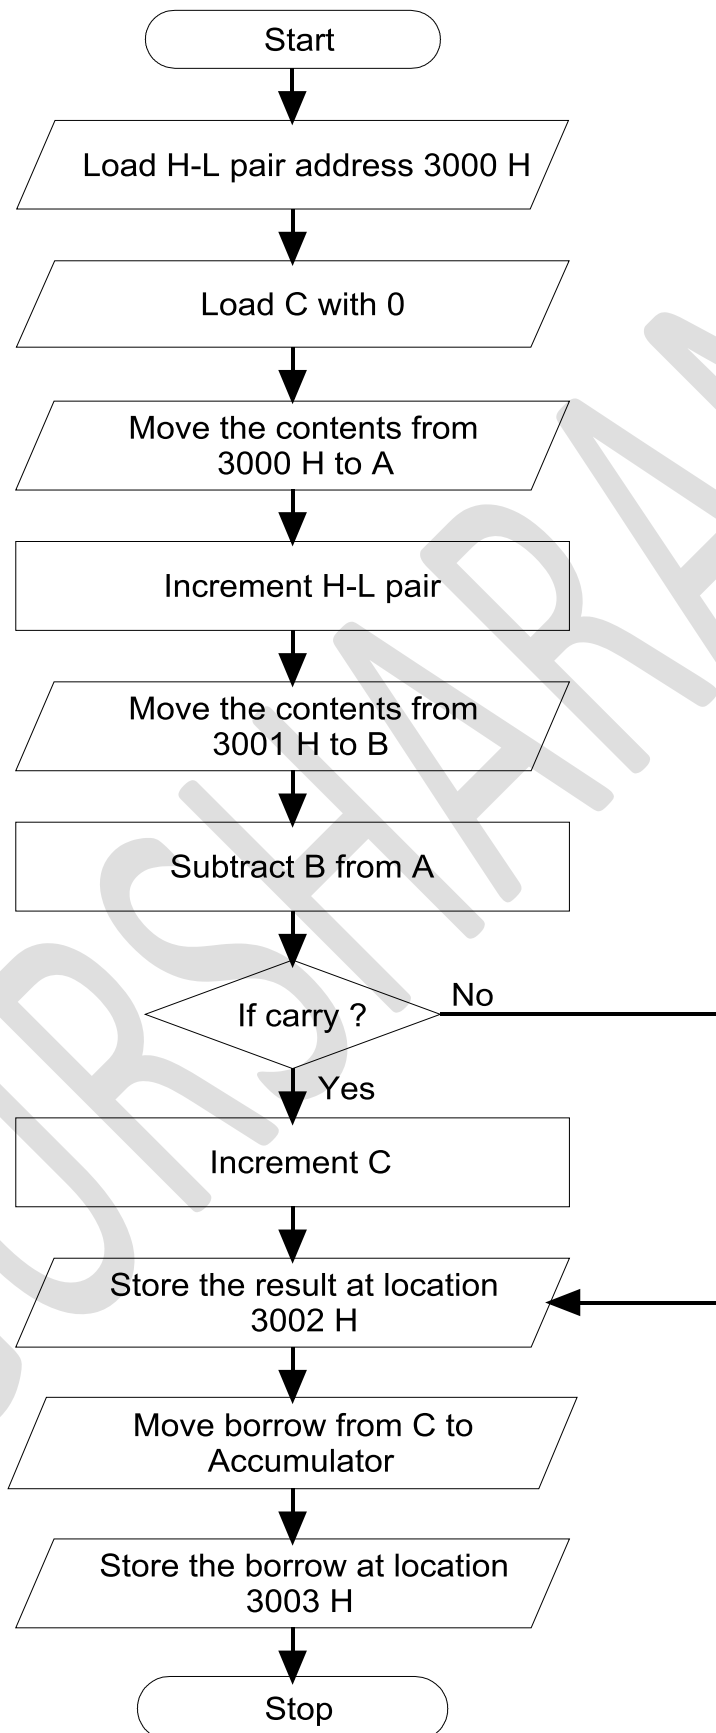 Start
Load H-L pair address 3000 H
Load C with 0
Move the contents from
3000 H to A
Increment H-L pair
Move the contents from
3001 H to B
Subtract B from A
If carry ?
No
Yes
Increment C
Store the result at location
3002 H
Move borrow from C to
Accumulator
Store the borrow at location
3003 H
Stop